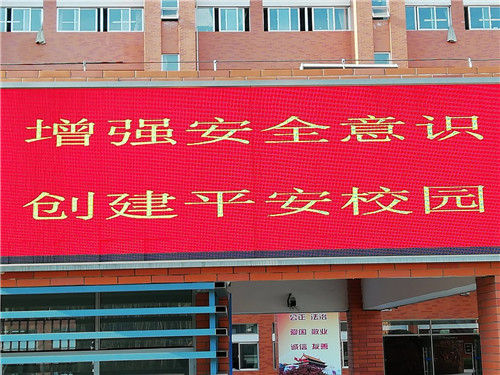 增强安全意识
创建平安校园
公正 法治
爱国 敬业
诚信 友善